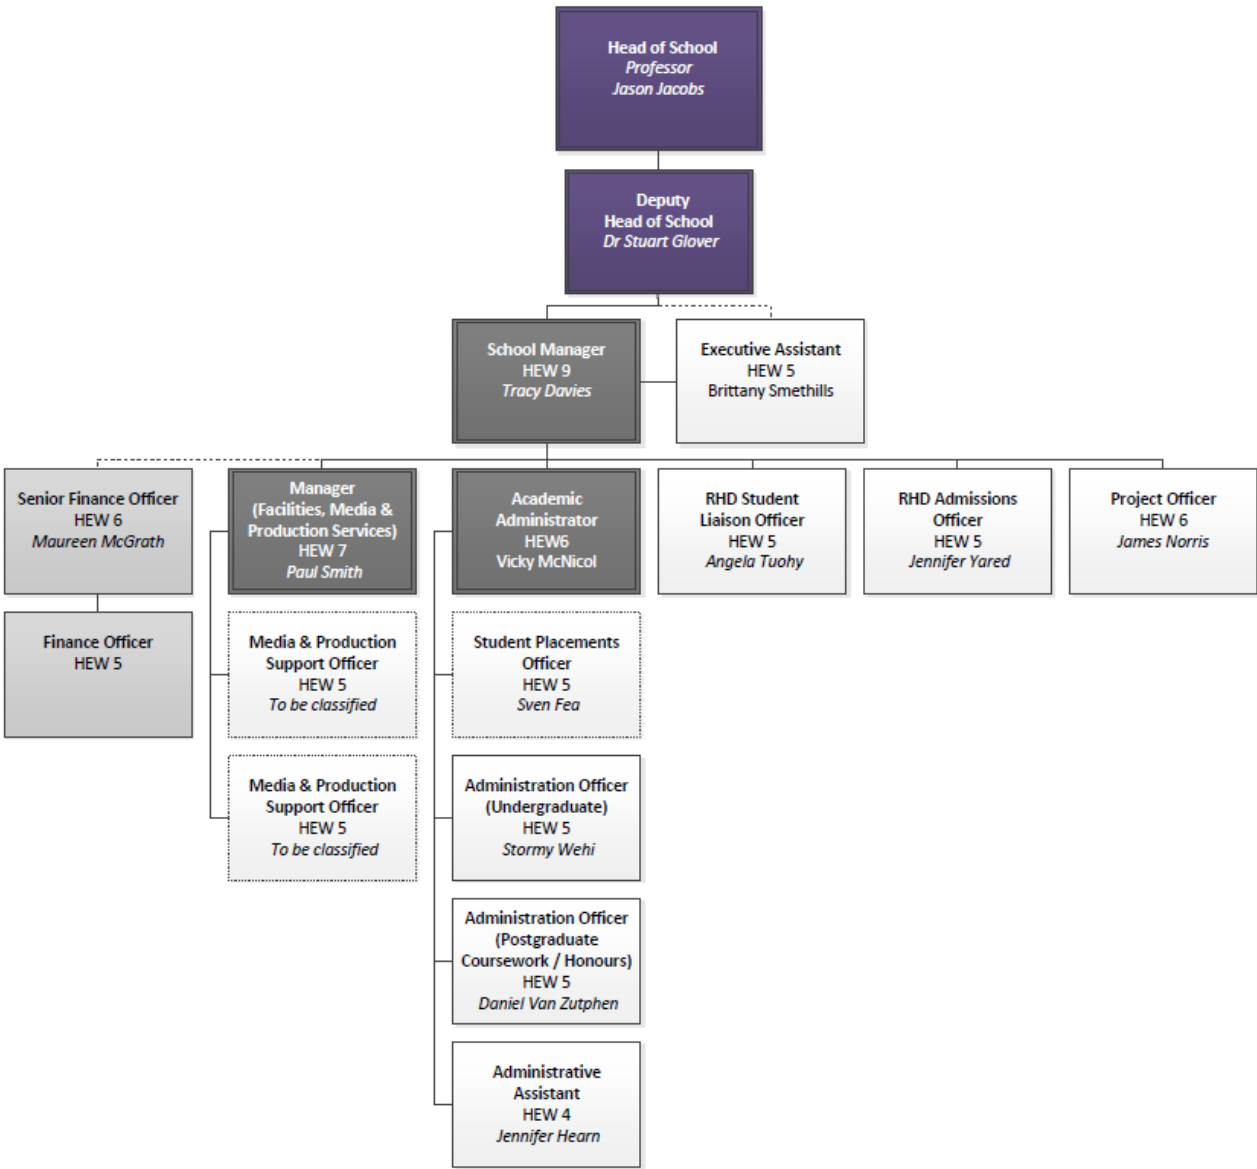 Head of School
Professor
Jason Jacobs
Deputy
Head of School
Dr Stuart Glover
School Manager
HEW 9
Tracy Davies
Executive Assistant
HEW 5
Brittany Smethills
Senior Finance Officer
HEW 6
Maureen McGrath
Manager
(Facilities, Media &
Production Services)
HEW 7
Paul Smith
Academic
Administrator
HEW6
Vicky McNicol
RHD Student
Liaison Officer
HEW 5
Angela Tuohy
RHD Admissions
Officer
HEW 5
Jennifer Yared
Project Officer
HEW 6
James Norris
Finance Officer
HEW 5
Media & Production
Support Officer
HEW 5
To be classified
Student Placements
Officer
HEW 5
Sven Fea
Media & Production
Support Officer
HEW 5
To be classified
Administration Officer
(Undergraduate)
HEW 5
Stormy Wehi
Administration Officer
(Postgraduate
Coursework / Honours)
HEW 5
Daniel Van Zutphen
Administrative
Assistant
HEW 4
Jennifer Hearn